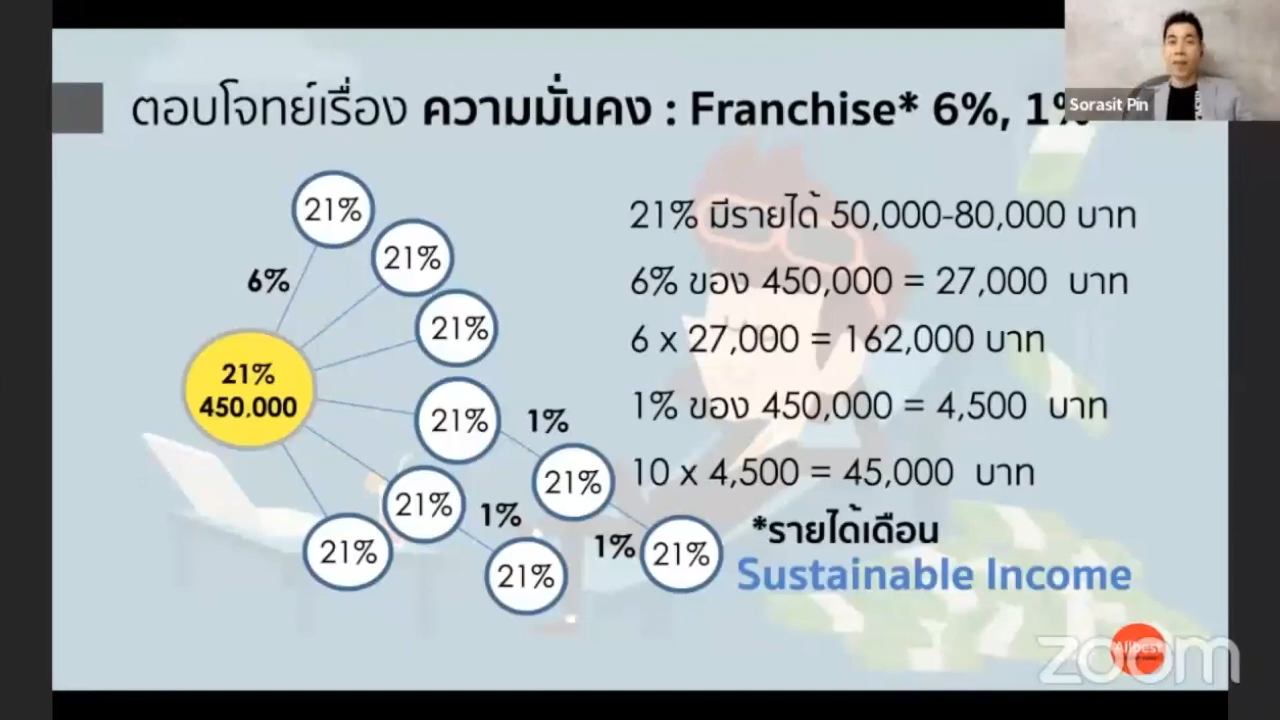 ตอบโจทย์เรื่อง ความมั่นคง : Franchise* 6%, 1%
Sorasit Pin
21%
21%
6%
21%
21%
450.000
21%
1%
21%
21%
1%
21%
1%
21%
21%
21%
21% มีรายได้ 50,000-80,000 บาท
6% ของ 450,000 = 27,000 บาท
6 x 27,000 = 162,000 บาท
1% ของ 450,000 = 4,500 บาท
10 x 4,500 = 45,000 บาท
*รายได้เดือน
Sustainable Income
Allbest
zoom